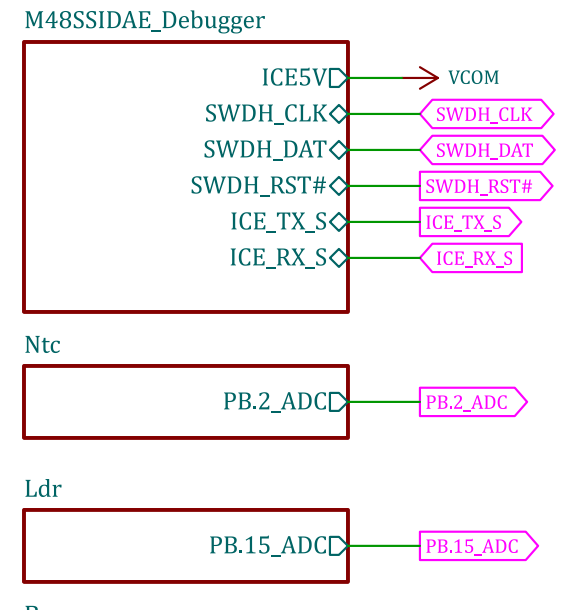 M48SSIDAE_Debugger
ICE5V VCOM
SWDH_CLK SWDH_CLK
SWDH_DAT SWDH_DAT
SWDH_RST# SWDH_RST#
ICE_TX_S ICE_TX_S
ICE_RX_S ICE_RX_S
Ntc
PB.2_ADC PB.2_ADC
Ldr
PB.15_ADC PB.15_ADC